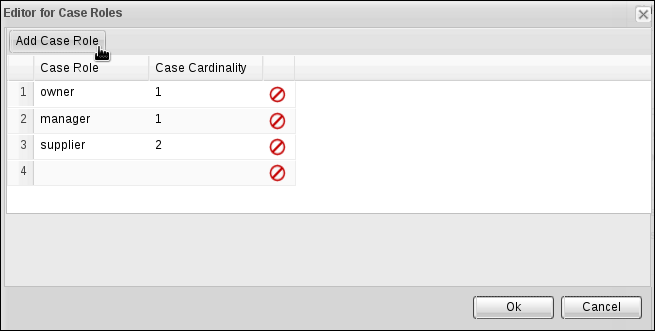 Editor for Case Roles
Add Case Role
Case Role Case Cardinality
1 owner 1
2 manager 1
3 supplier 2
4
Ok Cancel